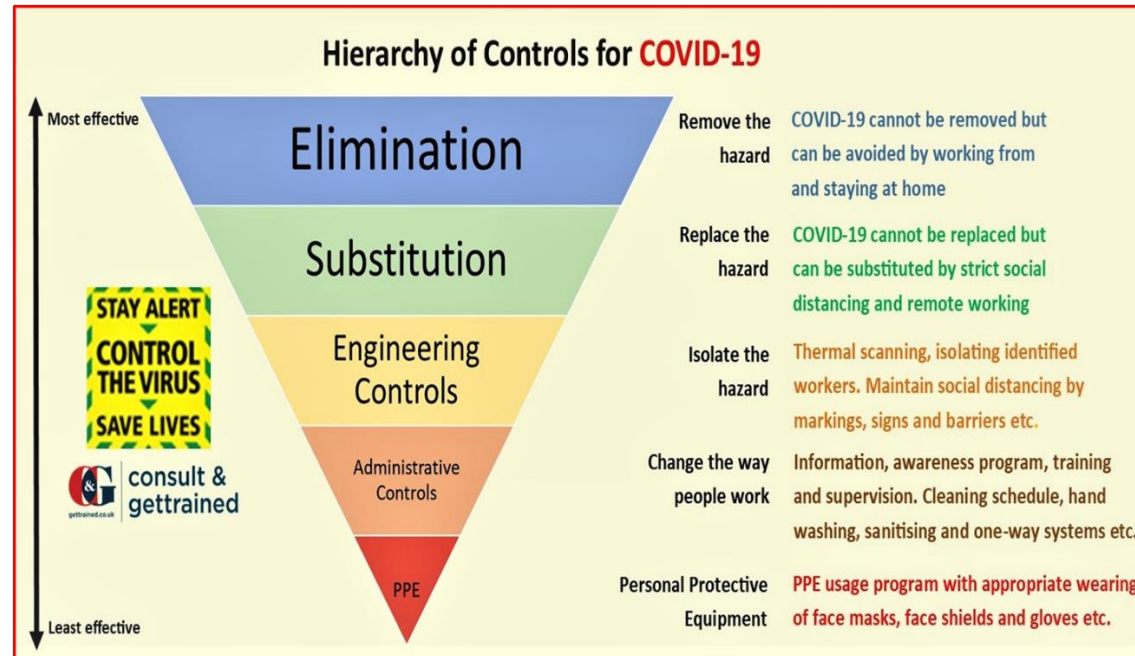 Hierarchy of Controls for COVID-19
Most effective
Elimination
Remove the
hazard
COVID-19 cannot be removed but
can be avoided by working from
and staying at home
Substitution
Replace the
hazard
COVID-19 cannot be replaced but
can be substituted by strict social
distancing and remote working
STAY ALERT
CONTROL
THE VIRUS
SAVE LIVES
Engineering
Controls
Isolate the
hazard
Thermal scanning, isolating identified
workers. Maintain social distancing by
markings, signs and barriers etc.
C&G
gettrained.co.uk
consult &
gettrained
Administrative
Controls
Change the way
people work
Information, awareness program, training
and supervision. Cleaning schedule, hand
washing, sanitising and one-way systems etc.
PPE
Personal Protective
Equipment
PPE usage program with appropriate wearing
of face masks, face shields and gloves etc.
Least effective